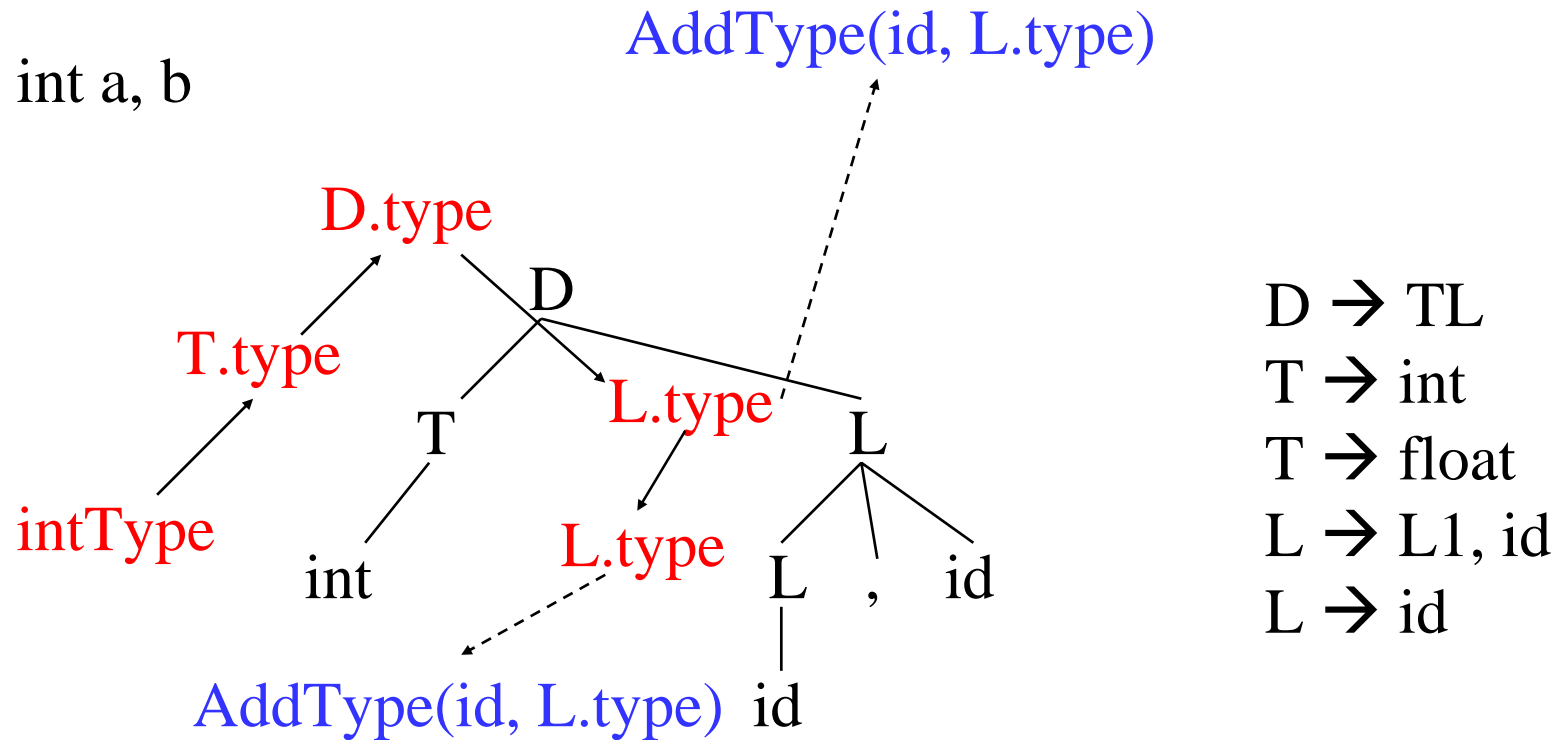 AddType(id, L.type)
int a, b
D.type
D
T.type
L.type
T
L
intType
L.type
int
L , id
AddType(id, L.type) id
D → TL
T → int
T → float
L → L1, id
L → id